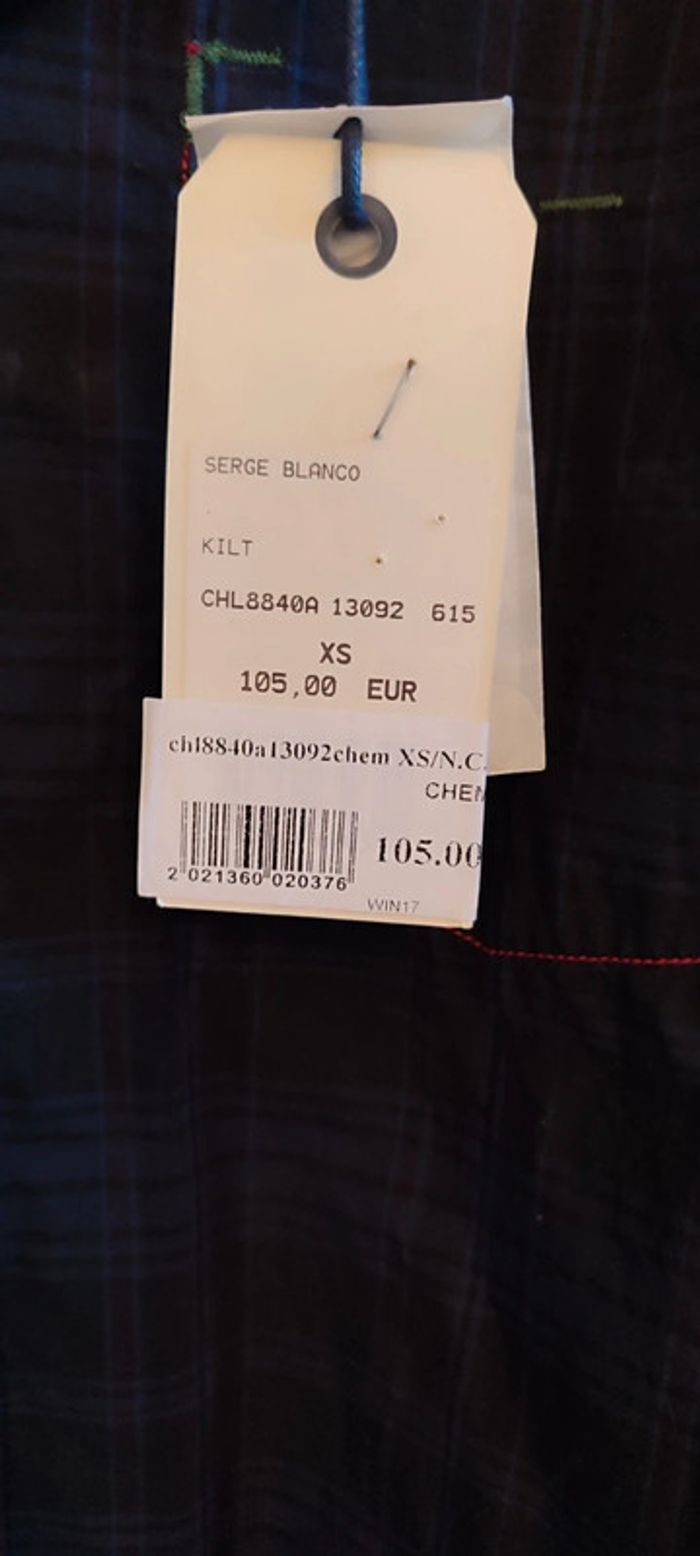 SERGE BLANCO
KILT
CHL8840A 13092 615
XS
105,00 EUR
chl8840a13092chem XS/N.C.
CHEM
105.00
2 021360 020376
WIN17